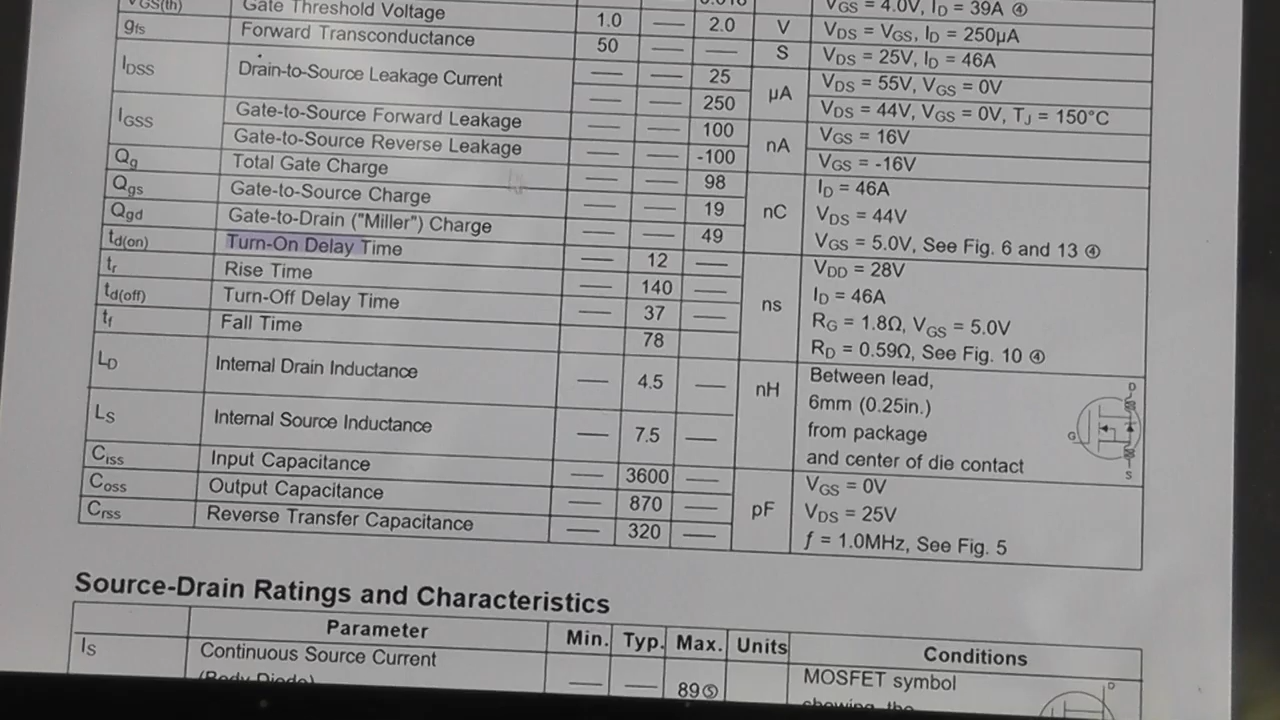 VGS(th) Gate Threshold Voltage 1.0 — 2.0 V VDS = VGS, ID = 250µA
VGS = 4.0V, ID = 39A ④
gfs Forward Transconductance 50 — — S VDS = 25V, ID = 46A
IDSS Drain-to-Source Leakage Current — — 25 µA VDS = 55V, VGS = 0V
— — 250 VDS = 44V, VGS = 0V, TJ = 150°C
IGSS Gate-to-Source Forward Leakage — — 100 nA VGS = 16V
Gate-to-Source Reverse Leakage — — -100 VGS = -16V
Qg Total Gate Charge — — 98 nC ID = 46A
Qgs Gate-to-Source Charge — — 19 VDS = 44V
Qgd Gate-to-Drain ("Miller") Charge — — 49 VGS = 5.0V, See Fig. 6 and 13 ④
td(on) Turn-On Delay Time — 12 — ns VDD = 28V
tr Rise Time — 140 — ID = 46A
td(off) Turn-Off Delay Time — 37 — RG = 1.8Ω, VGS = 5.0V
tf Fall Time 78 RD = 0.59Ω, See Fig. 10 ④
LD Internal Drain Inductance — 4.5 — nH Between lead,
6mm (0.25in.)
LS Internal Source Inductance — 7.5 — from package
and center of die contact
D
G
S
Ciss Input Capacitance — 3600 — pF VGS = 0V
Coss Output Capacitance — 870 — VDS = 25V
Crss Reverse Transfer Capacitance — 320 — ƒ = 1.0MHz, See Fig. 5
Source-Drain Ratings and Characteristics
Parameter Min. Typ. Max. Units Conditions
IS Continuous Source Current — — 89⑤ MOSFET symbol
(Body Diode) showing the
D